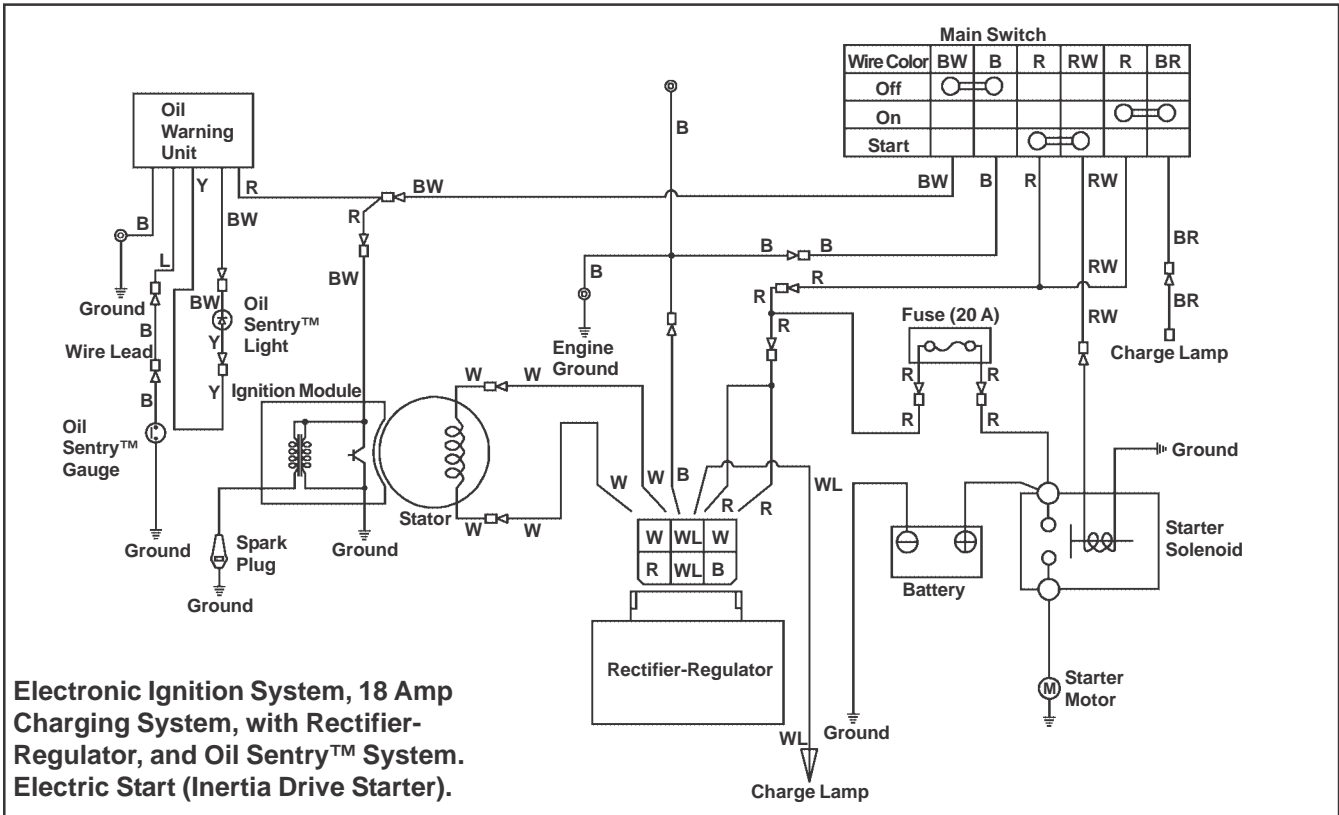 Main Switch
Wire Color BW B R RW R BR
Off
On
Start
Oil
Warning
Unit
B
Y
R
BW
BW
B
R
RW
B
L
BW
R
BW
B
B
B
R
RW
BR
BR
Ground
B
Wire Lead
B
BW
Y
Y
Oil
Sentry™
Light
B
Engine
Ground
R
R
RW
Fuse (20 A)
R
R
R
R
Charge Lamp
Ignition Module
W
W
Oil
Sentry™
Gauge
Stator
W
W
W
W
B
R
R
WL
Ground
Ground
Spark
Plug
Ground
Ground
W WL W
R WL B
Battery
Starter
Solenoid
Rectifier-Regulator
M
Starter
Motor
Ground
WL
Charge Lamp
Electronic Ignition System, 18 Amp
Charging System, with Rectifier-
Regulator, and Oil Sentry™ System.
Electric Start (Inertia Drive Starter).